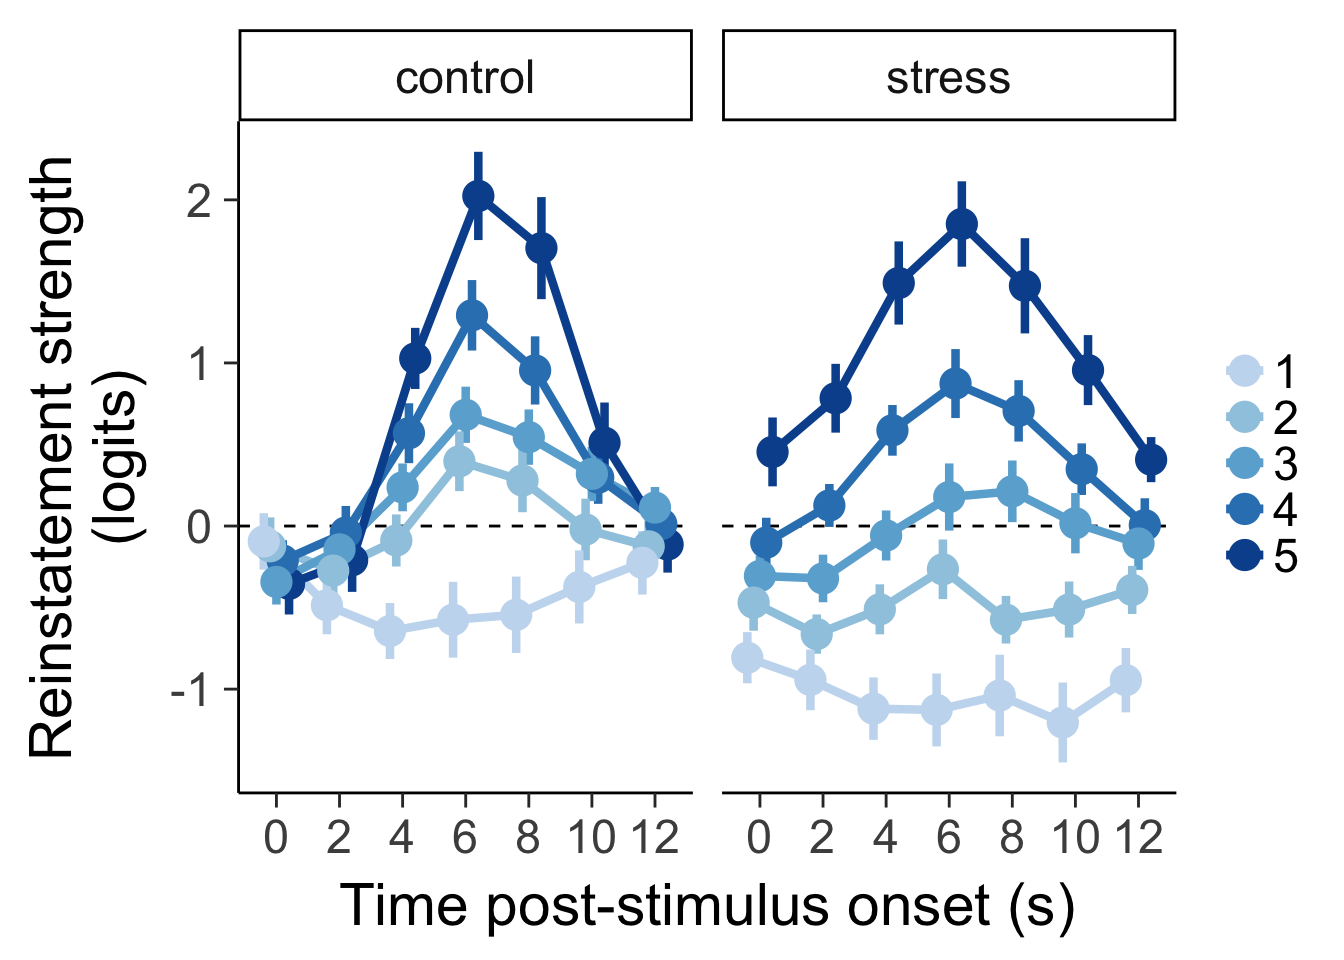 control
stress
Reinstatement strength
(logits)
2
1
0
-1
1
2
3
4
5
0 2 4 6 8 10 12
0 2 4 6 8 10 12
Time post-stimulus onset (s)